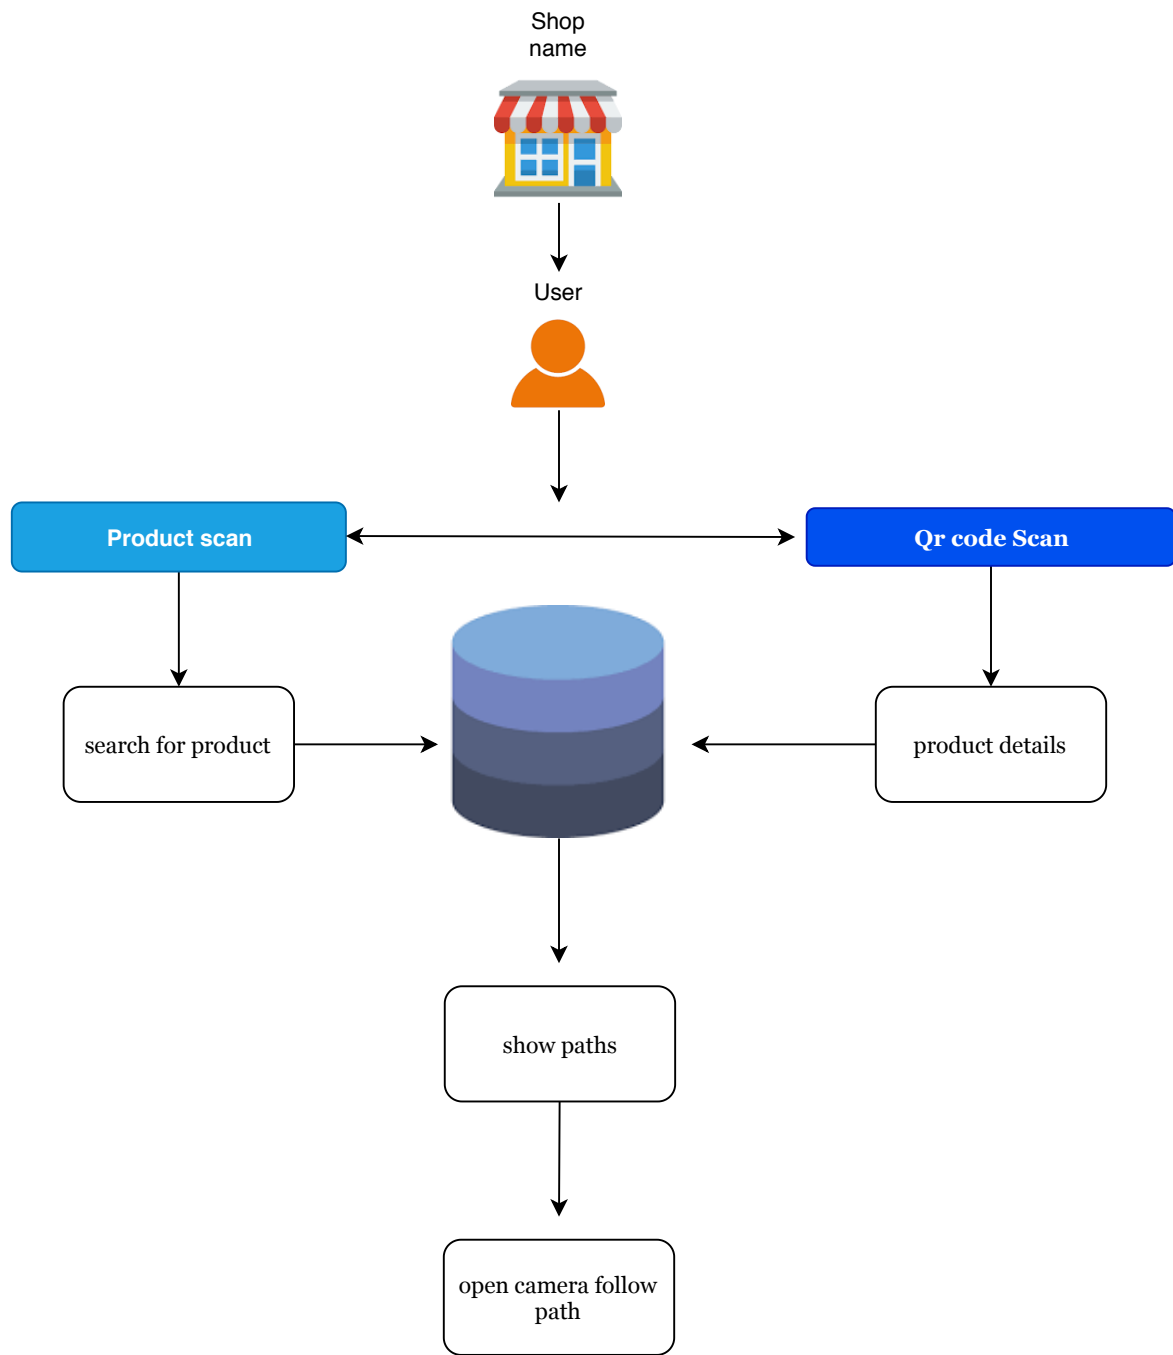 Shop
name
User
Product scan
Qr code Scan
search for product
product details
show paths
open camera follow
path